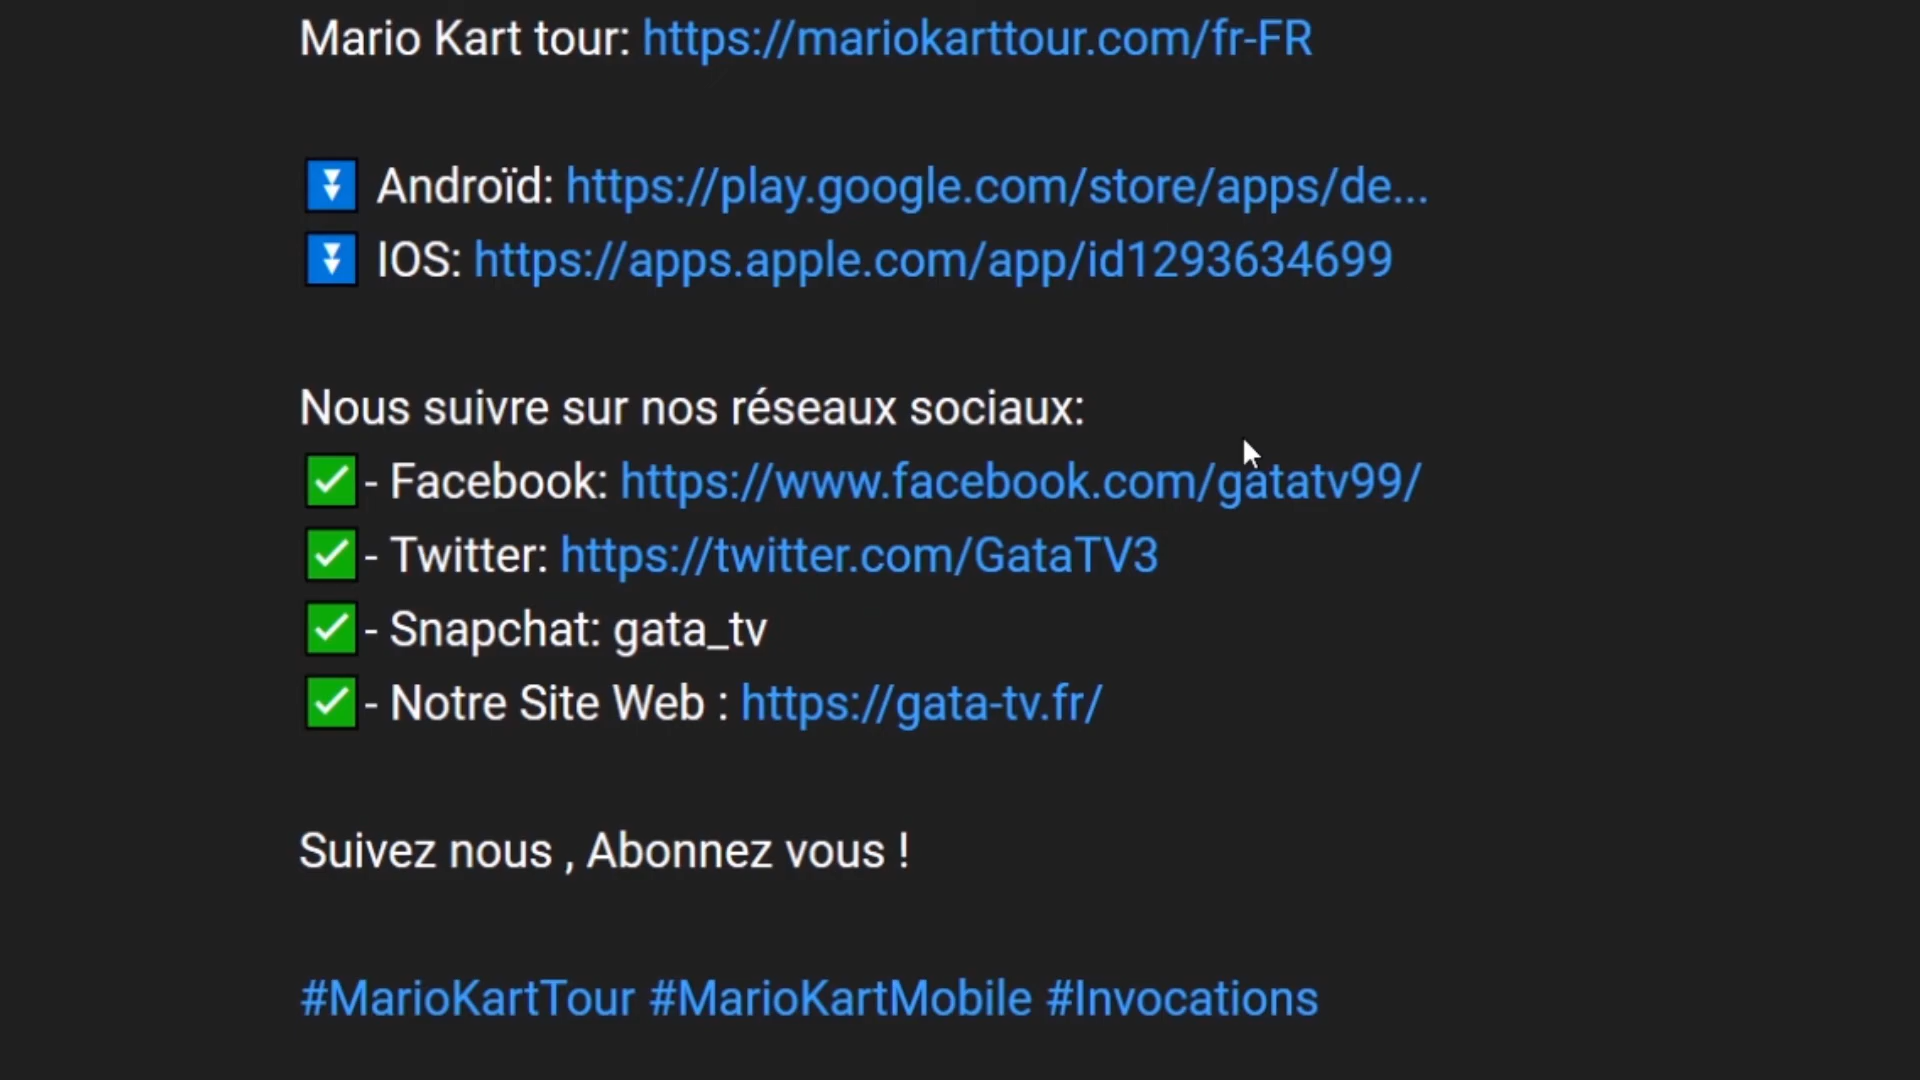 Mario Kart tour: https://mariokarttour.com/fr-FR
⏬ Androïd: https://play.google.com/store/apps/de...
⏬ IOS: https://apps.apple.com/app/id1293634699
Nous suivre sur nos réseaux sociaux:
✅- Facebook: https://www.facebook.com/gatatv99/
✅- Twitter: https://twitter.com/GataTV3
✅- Snapchat: gata_tv
✅- Notre Site Web : https://gata-tv.fr/
Suivez nous , Abonnez vous !
#MarioKartTour #MarioKartMobile #Invocations